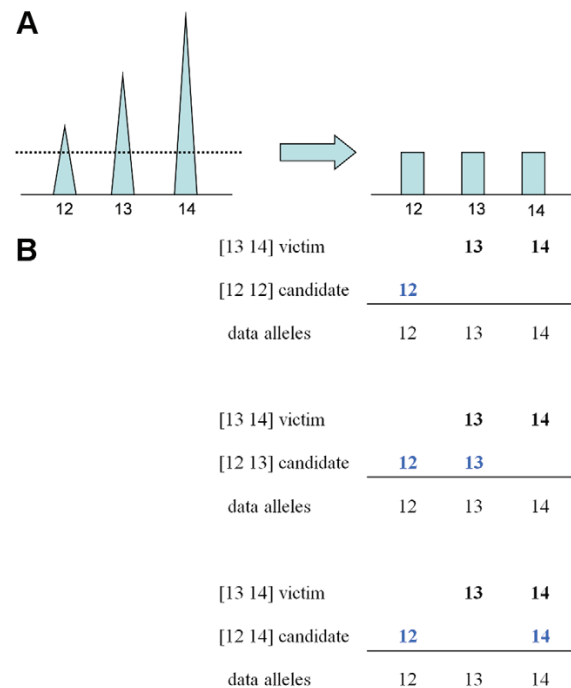 A
12 13 14
12 13 14
B
[13 14] victim 13 14
[12 12] candidate 12
data alleles 12 13 14
[13 14] victim 13 14
[12 13] candidate 12 13
data alleles 12 13 14
[13 14] victim 13 14
[12 14] candidate 12 14
data alleles 12 13 14